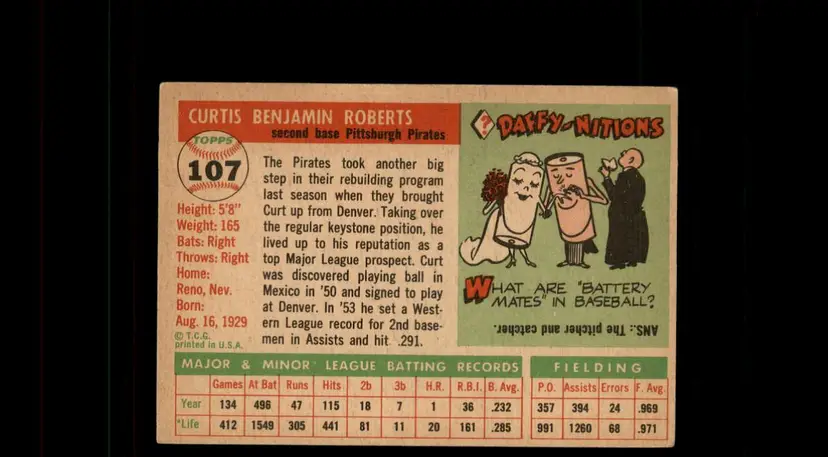 CURTIS BENJAMIN ROBERTS
second base Pittsburgh Pirates
TOPPS
107
Height: 5'8"
Weight: 165
Bats: Right
Throws: Right
Home:
Reno, Nev.
Born:
Aug. 16, 1929
© T.C.G.
printed in U.S.A.
The Pirates took another big
step in their rebuilding program
last season when they brought
Curt up from Denver. Taking over
the regular keystone position, he
lived up to his reputation as a
top Major League prospect. Curt
was discovered playing ball in
Mexico in '50 and signed to play
at Denver. In '53 he set a West-
ern League record for 2nd base-
men in Assists and hit .291.
? DAFFY-NITIONS
WHAT ARE "BATTERY
MATES" IN BASEBALL?
ANS.: The pitcher and catcher.
MAJOR & MINOR LEAGUE BATTING RECORDS
Games At Bat Runs Hits 2b 3b H.R. R.B.I. B. Avg.
Year 134 496 47 115 18 7 1 36 .232
*Life 412 1549 305 441 81 11 20 161 .285
FIELDING
P.O. Assists Errors F. Avg.
357 394 24 .969
991 1260 68 .971